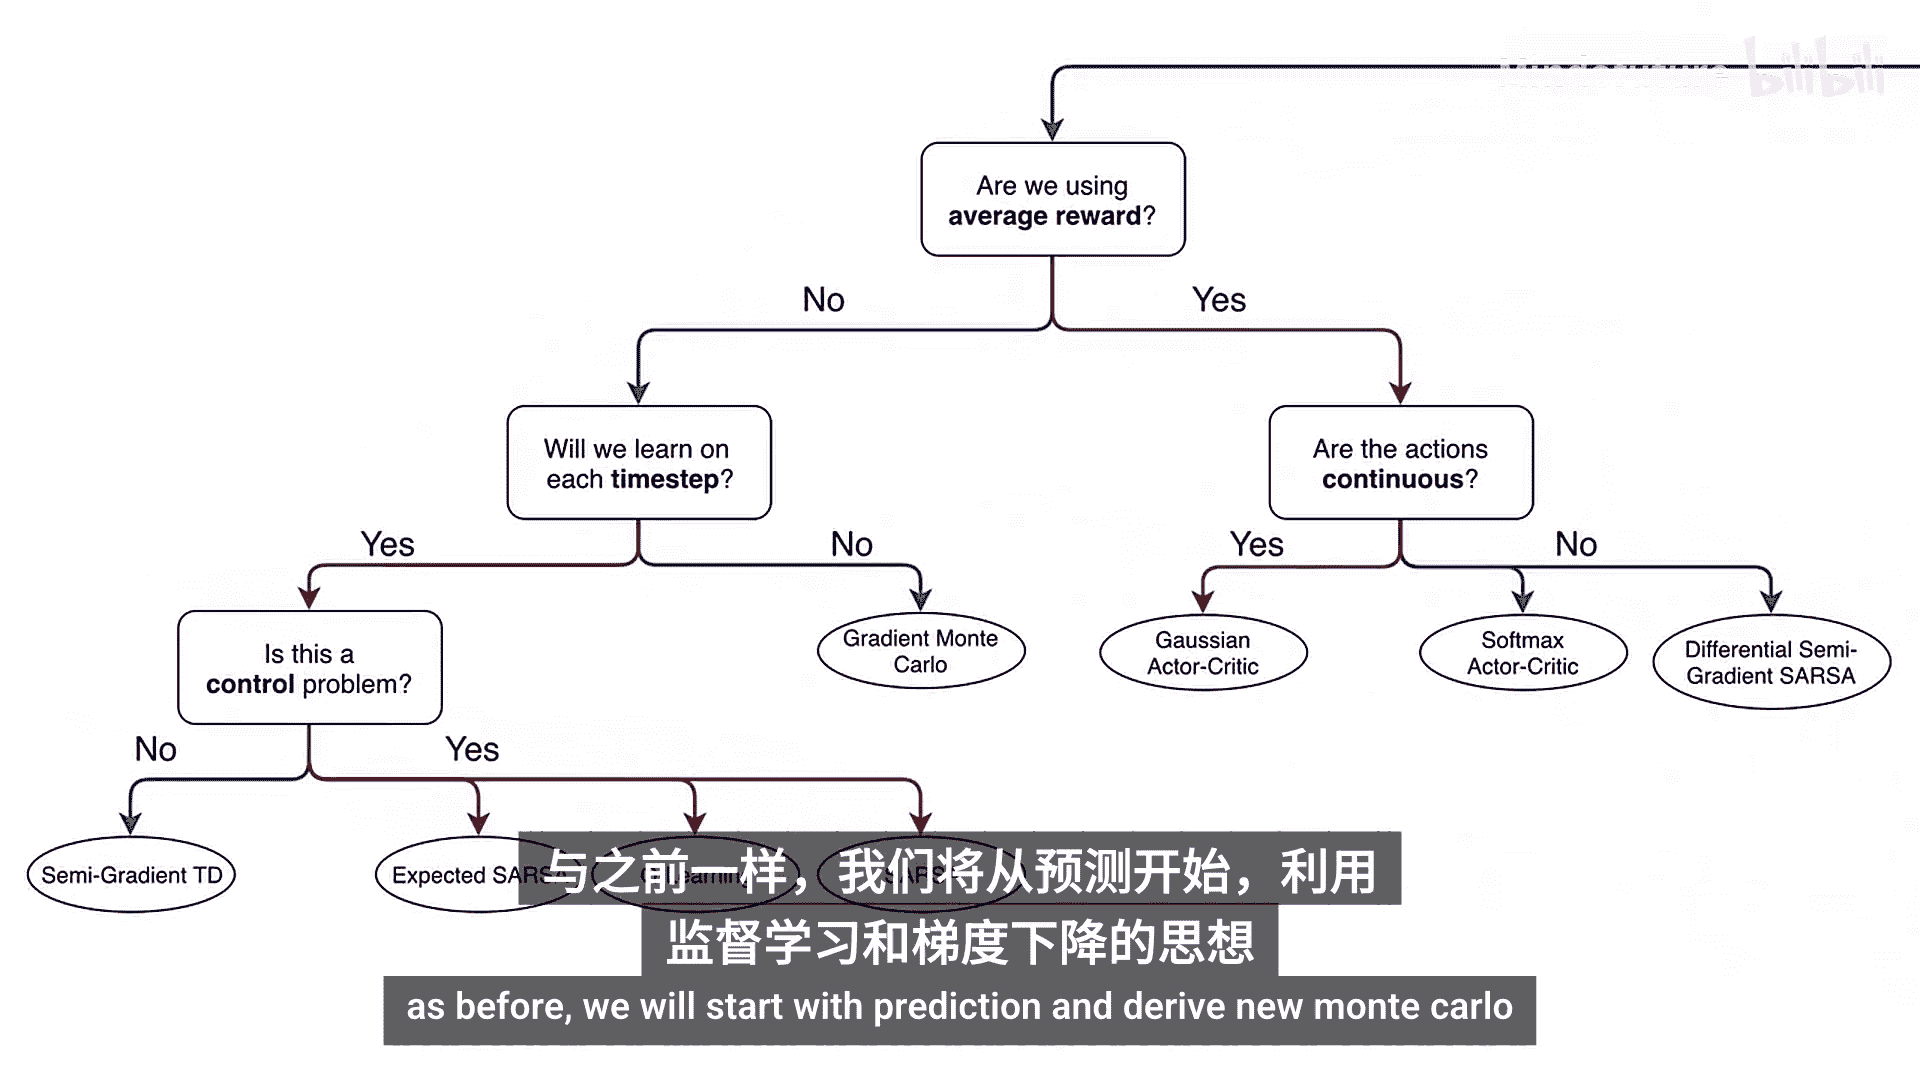 bilibili
Are we using
average reward?
No
Yes
Will we learn on
each timestep?
Are the actions
continuous?
Yes
No
Yes
No
Is this a
control problem?
Gradient Monte
Carlo
Gaussian
Actor-Critic
Softmax
Actor-Critic
Differential Semi-
Gradient SARSA
No
Yes
Semi-Gradient TD
Expected SARSA
Q-Learning
SARSA
与之前一样，我们将从预测开始，利用
监督学习和梯度下降的思想
as before, we will start with prediction and derive new monte carlo